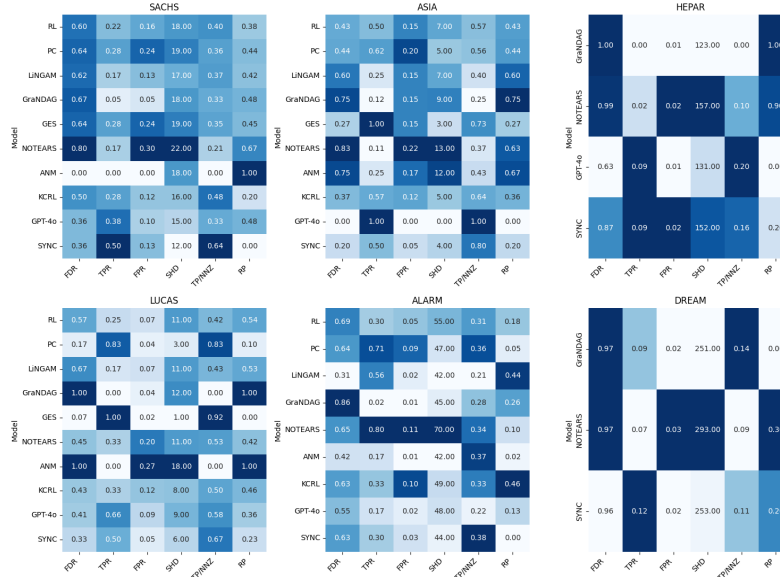 SACHS
RL 0.60 0.22 0.16 18.00 0.40 0.38
PC 0.64 0.28 0.24 19.00 0.36 0.44
LiNGAM 0.62 0.17 0.13 17.00 0.37 0.42
GraNDAG 0.67 0.05 0.05 18.00 0.33 0.48
GES 0.64 0.28 0.24 19.00 0.35 0.45
NOTEARS 0.80 0.17 0.30 22.00 0.21 0.67
ANM 0.00 0.00 0.00 18.00 0.00 1.00
KCRL 0.50 0.28 0.12 16.00 0.48 0.20
GPT-4o 0.36 0.38 0.10 15.00 0.33 0.48
SYNC 0.36 0.50 0.13 12.00 0.64 0.00
Model
FDR TPR FPR SHD TP/NNZ RP
ASIA
RL 0.43 0.50 0.15 7.00 0.57 0.43
PC 0.44 0.62 0.20 5.00 0.56 0.44
LiNGAM 0.60 0.25 0.15 7.00 0.40 0.60
GraNDAG 0.75 0.12 0.15 9.00 0.25 0.75
GES 0.27 1.00 0.15 3.00 0.73 0.27
NOTEARS 0.83 0.11 0.22 13.00 0.37 0.63
ANM 0.75 0.25 0.17 12.00 0.43 0.67
KCRL 0.37 0.57 0.12 5.00 0.64 0.36
GPT-4o 0.00 1.00 0.00 0.00 1.00 0.00
SYNC 0.20 0.50 0.05 4.00 0.80 0.20
Model
FDR TPR FPR SHD TP/NNZ RP
HEPAR
GraNDAG 1.00 0.00 0.01 123.00 0.00
NOTEARS 0.99 0.02 0.02 157.00 0.10
GPT-4o 0.63 0.09 0.01 131.00 0.20
SYNC 0.87 0.09 0.02 152.00 0.16
Model
FDR TPR FPR SHD TP/NNZ RP
LUCAS
RL 0.57 0.25 0.07 11.00 0.42 0.54
PC 0.17 0.83 0.04 3.00 0.83 0.10
LiNGAM 0.67 0.17 0.07 11.00 0.43 0.53
GraNDAG 1.00 0.00 0.04 12.00 0.00 1.00
GES 0.07 1.00 0.02 1.00 0.92 0.00
NOTEARS 0.45 0.33 0.20 11.00 0.53 0.42
ANM 1.00 0.00 0.27 18.00 0.00 1.00
KCRL 0.43 0.33 0.12 8.00 0.50 0.46
GPT-4o 0.41 0.66 0.09 9.00 0.58 0.36
SYNC 0.33 0.50 0.05 6.00 0.67 0.23
Model
FDR TPR FPR SHD TP/NNZ RP
ALARM
RL 0.69 0.30 0.05 55.00 0.31 0.18
PC 0.64 0.71 0.09 47.00 0.36 0.05
LiNGAM 0.31 0.56 0.02 42.00 0.21 0.44
GraNDAG 0.86 0.02 0.01 45.00 0.28 0.26
NOTEARS 0.65 0.80 0.11 70.00 0.34 0.10
ANM 0.42 0.17 0.01 42.00 0.37 0.02
KCRL 0.63 0.33 0.10 49.00 0.33 0.46
GPT-4o 0.55 0.17 0.02 48.00 0.22 0.13
SYNC 0.63 0.30 0.03 44.00 0.38 0.00
Model
FDR TPR FPR SHD TP/NNZ RP
DREAM
GraNDAG 0.97 0.09 0.02 251.00 0.14
NOTEARS 0.97 0.07 0.03 293.00 0.09
SYNC 0.96 0.12 0.02 253.00 0.11
Model
FDR TPR FPR SHD TP/NNZ RP